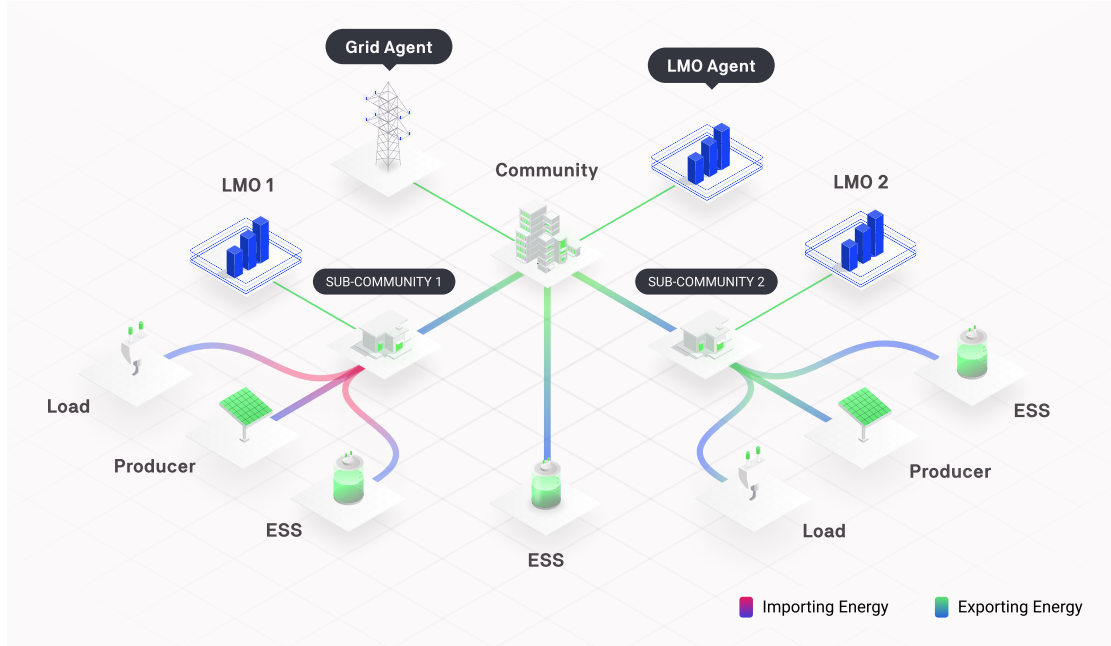 Grid Agent
LMO Agent
Community
LMO 1
LMO 2
SUB-COMMUNITY 1
SUB-COMMUNITY 2
Load
ESS
Producer
Producer
ESS
Load
ESS
Importing Energy
Exporting Energy